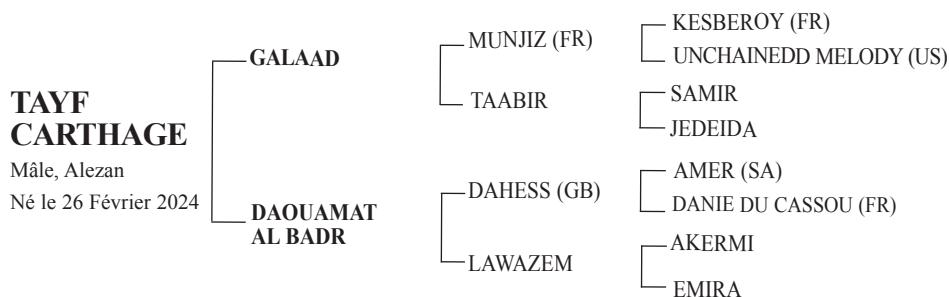 TAYF
CARTHAGE
Mâle, Alezan
Né le 26 Février 2024
GALAAD
DAOUAMAT
AL BADR
MUNJIZ (FR)
TAABIR
DAHESS (GB)
LAWAZEM
KESBEROY (FR)
UNCHAINEDD MELODY (US)
SAMIR
JEDEIDA
AMER (SA)
DANIE DU CASSOU (FR)
AKERMI
EMIRA